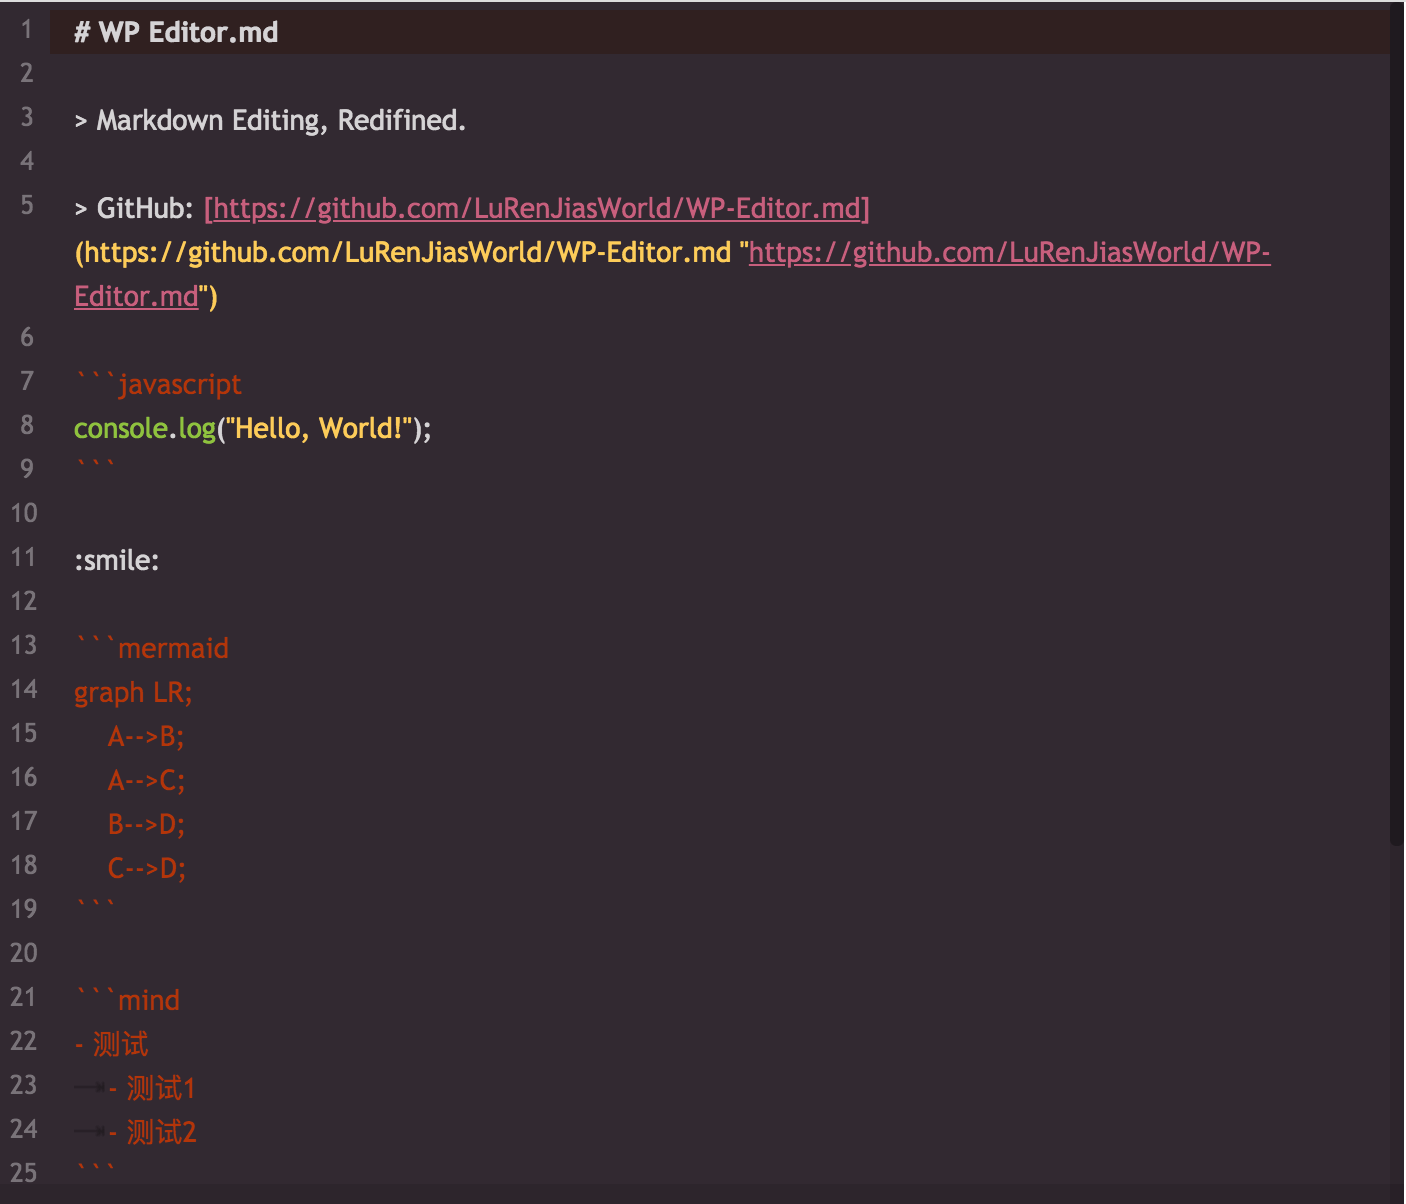 1 # WP Editor.md
2
3 > Markdown Editing, Redifined.
4
5 > GitHub: [https://github.com/LuRenJiasWorld/WP-Editor.md]
(https://github.com/LuRenJiasWorld/WP-Editor.md "https://github.com/LuRenJiasWorld/WP-
Editor.md")
6
7 ```javascript
8 console.log("Hello, World!");
9 ```
10
11 :smile:
12
13 ```mermaid
14 graph LR;
15     A-->B;
16     A-->C;
17     B-->D;
18     C-->D;
19 ```
20
21 ```mind
22 - 测试
23     - 测试1
24     - 测试2
25 ```